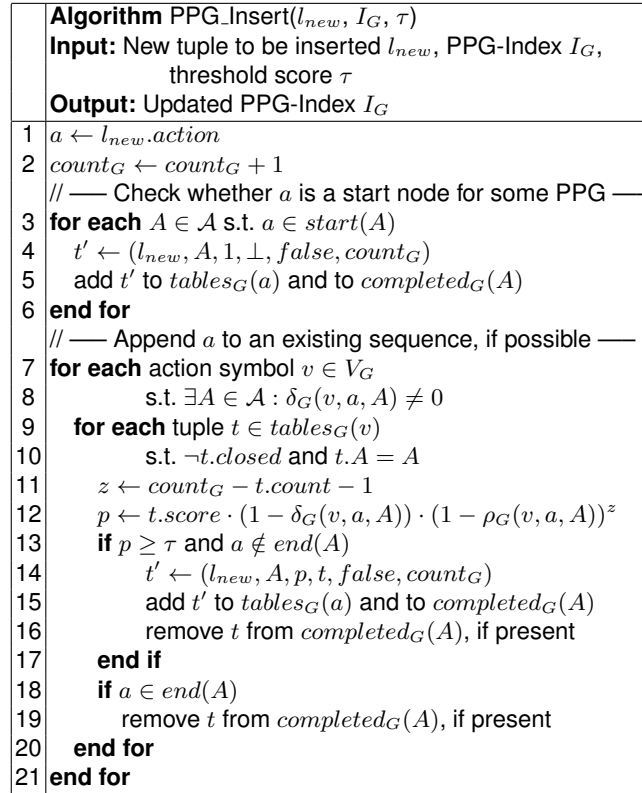 Algorithm PPG_Insert(l_new, I_G, τ)
Input: New tuple to be inserted l_new, PPG-Index I_G,
threshold score τ
Output: Updated PPG-Index I_G
1 a ← l_new.action
2 count_G ← count_G + 1
// —— Check whether a is a start node for some PPG ——
3 for each A ∈ 𝒜 s.t. a ∈ start(A)
4 t′ ← (l_new, A, 1, ⊥, false, count_G)
5 add t′ to tables_G(a) and to completed_G(A)
6 end for
// —— Append a to an existing sequence, if possible ——
7 for each action symbol v ∈ V_G
8 s.t. ∃A ∈ 𝒜 : δ_G(v, a, A) ≠ 0
9 for each tuple t ∈ tables_G(v)
10 s.t. ¬t.closed and t.A = A
11 z ← count_G − t.count − 1
12 p ← t.score · (1 − δ_G(v, a, A)) · (1 − ρ_G(v, a, A))^z
13 if p ≥ τ and a ∉ end(A)
14 t′ ← (l_new, A, p, t, false, count_G)
15 add t′ to tables_G(a) and to completed_G(A)
16 remove t from completed_G(A), if present
17 end if
18 if a ∈ end(A)
19 remove t from completed_G(A), if present
20 end for
21 end for